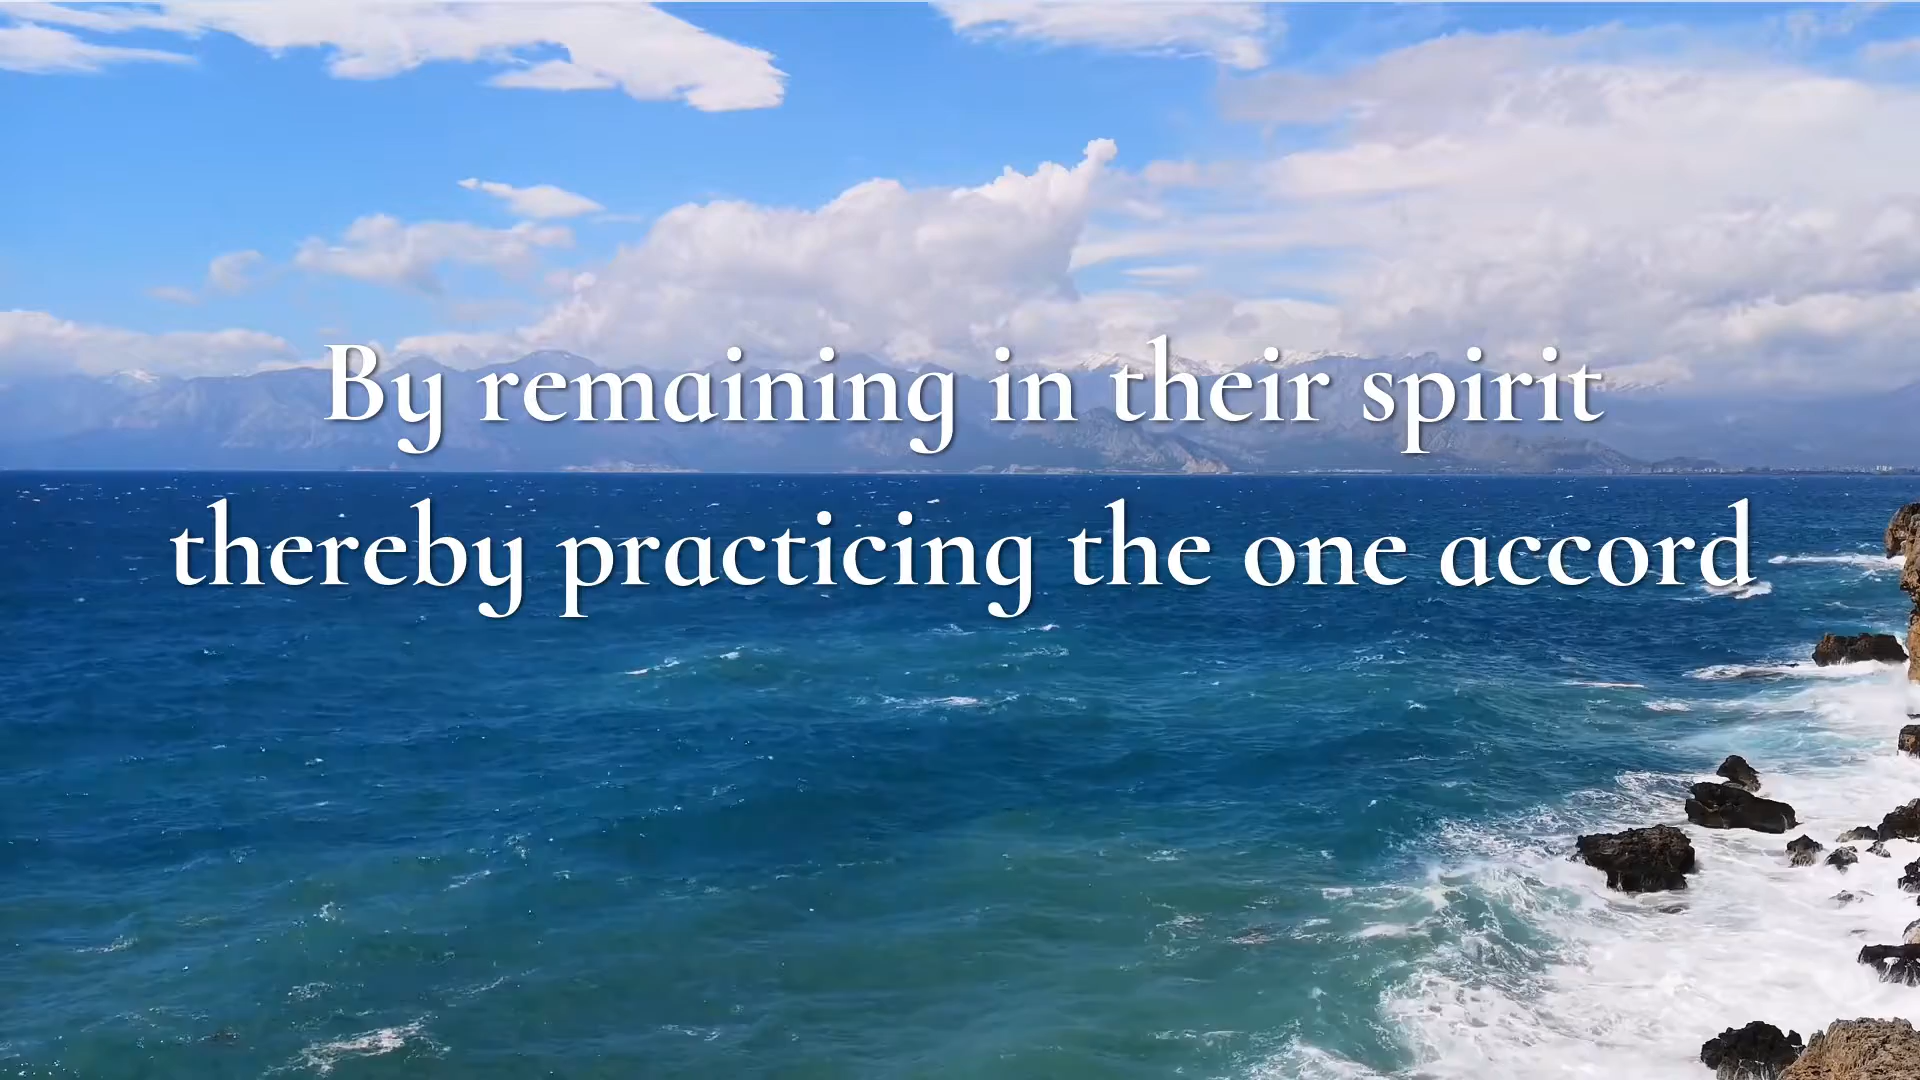 By remaining in their spirit
thereby practicing the one accord